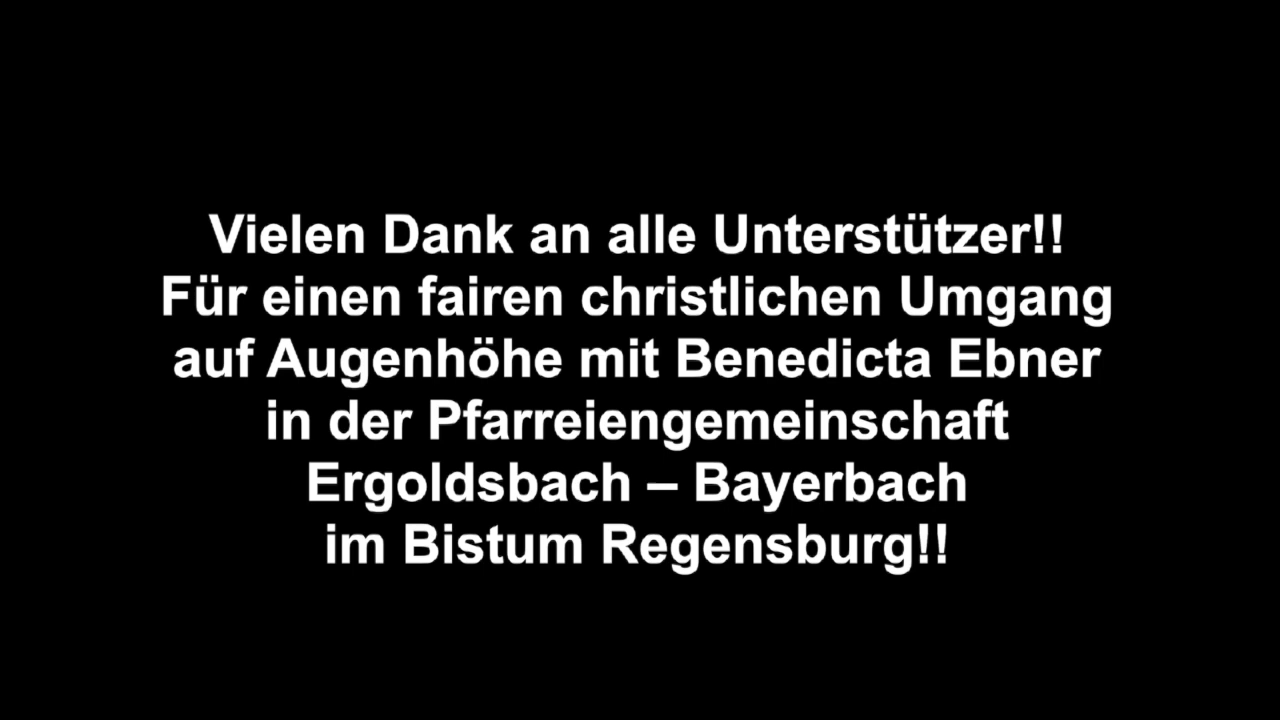 Vielen Dank an alle Unterstützer!!
Für einen fairen christlichen Umgang
auf Augenhöhe mit Benedicta Ebner
in der Pfarreiengemeinschaft
Ergoldsbach – Bayerbach
im Bistum Regensburg!!